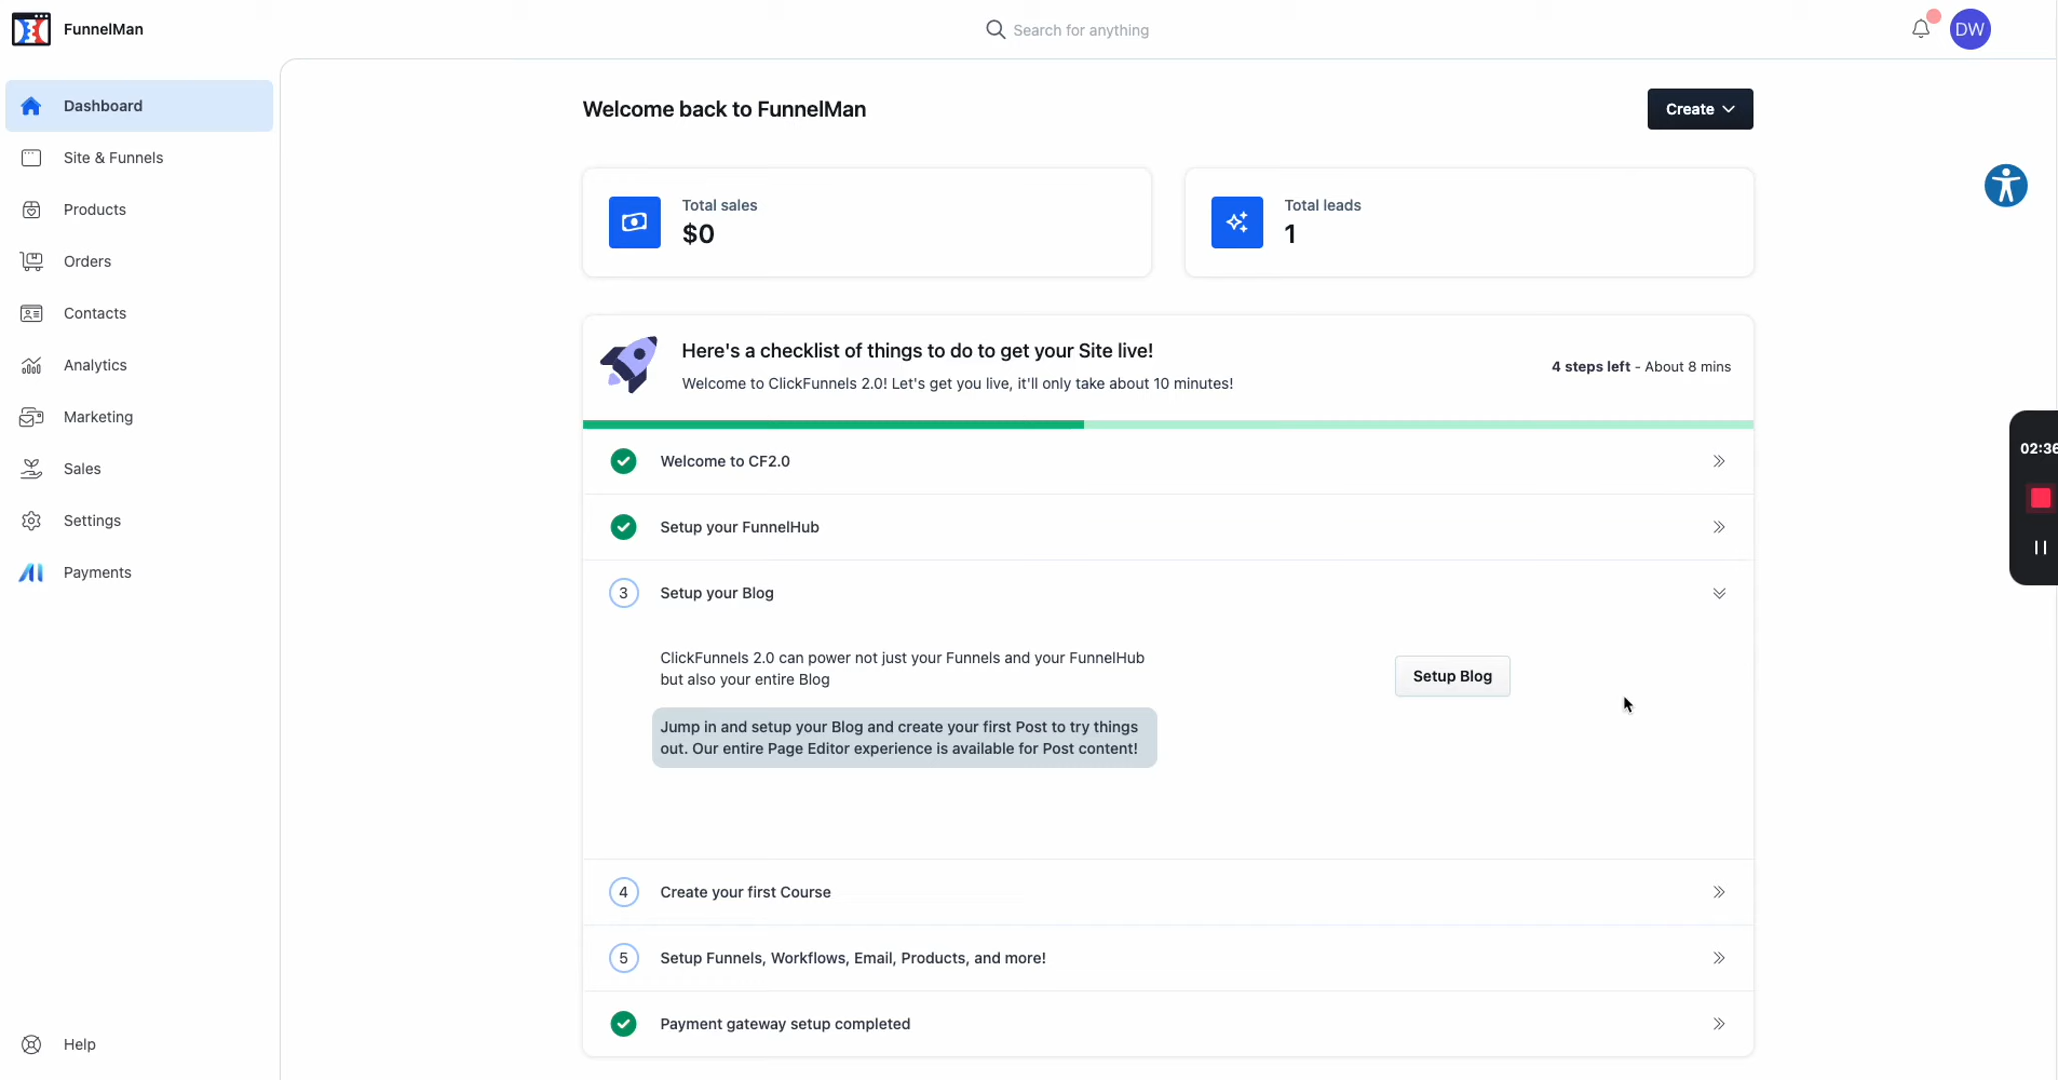 FunnelMan
Search for anything
DW
Dashboard
Site & Funnels
Products
Orders
Contacts
Analytics
Marketing
Sales
Settings
Payments
Help
Welcome back to FunnelMan
Create
Total sales
$0
Total leads
1
Here's a checklist of things to do to get your Site live!
Welcome to ClickFunnels 2.0! Let's get you live, it'll only take about 10 minutes!
4 steps left - About 8 mins
Welcome to CF2.0
Setup your FunnelHub
3 Setup your Blog
ClickFunnels 2.0 can power not just your Funnels and your FunnelHub
but also your entire Blog
Setup Blog
Jump in and setup your Blog and create your first Post to try things
out. Our entire Page Editor experience is available for Post content!
4 Create your first Course
5 Setup Funnels, Workflows, Email, Products, and more!
Payment gateway setup completed
02:36